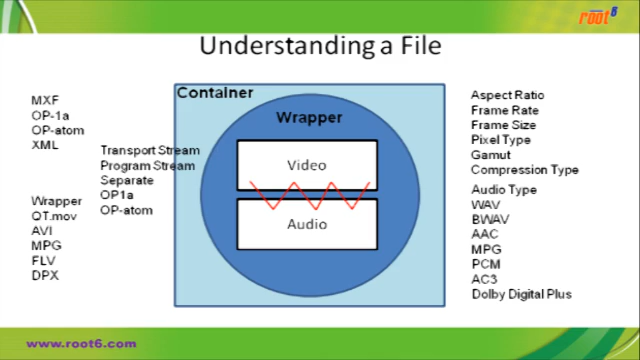 root6
Understanding a File
MXF
OP-1a
OP-atom
XML
Transport Stream
Program Stream
Separate
OP1a
OP-atom
Wrapper
QT.mov
AVI
MPG
FLV
DPX
Container
Wrapper
Video
Audio
Aspect Ratio
Frame Rate
Frame Size
Pixel Type
Gamut
Compression Type
Audio Type
WAV
BWAV
AAC
MPG
PCM
AC3
Dolby Digital Plus
www.root6.com